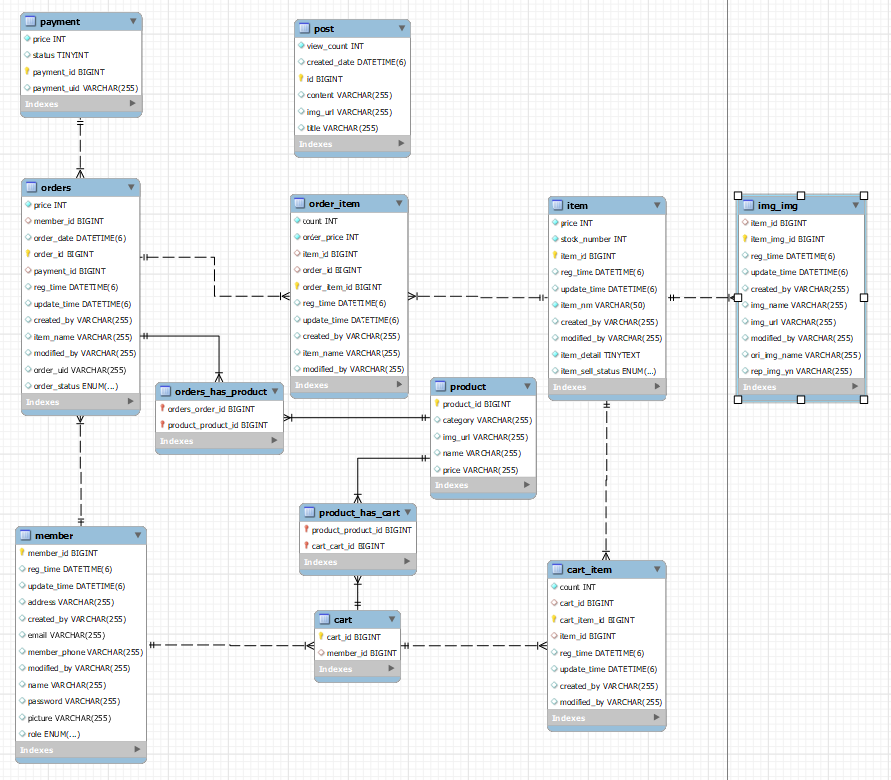 payment
price INT
status TINYINT
payment_id BIGINT
payment_uid VARCHAR(255)
Indexes
post
view_count INT
created_date DATETIME(6)
id BIGINT
content VARCHAR(255)
img_url VARCHAR(255)
title VARCHAR(255)
Indexes
orders
price INT
member_id BIGINT
order_date DATETIME(6)
order_id BIGINT
payment_id BIGINT
reg_time DATETIME(6)
update_time DATETIME(6)
created_by VARCHAR(255)
item_name VARCHAR(255)
modified_by VARCHAR(255)
order_uid VARCHAR(255)
order_status ENUM(...)
Indexes
order_item
count INT
order_price INT
item_id BIGINT
order_id BIGINT
order_item_id BIGINT
reg_time DATETIME(6)
update_time DATETIME(6)
created_by VARCHAR(255)
item_name VARCHAR(255)
modified_by VARCHAR(255)
Indexes
item
price INT
stock_number INT
item_id BIGINT
reg_time DATETIME(6)
update_time DATETIME(6)
item_nm VARCHAR(50)
created_by VARCHAR(255)
modified_by VARCHAR(255)
item_detail TINYTEXT
item_sell_status ENUM(...)
Indexes
img_img
item_id BIGINT
item_img_id BIGINT
reg_time DATETIME(6)
update_time DATETIME(6)
created_by VARCHAR(255)
img_name VARCHAR(255)
img_url VARCHAR(255)
modified_by VARCHAR(255)
ori_img_name VARCHAR(255)
rep_img_yn VARCHAR(255)
Indexes
orders_has_product
orders_order_id BIGINT
product_product_id BIGINT
Indexes
product
product_id BIGINT
category VARCHAR(255)
img_url VARCHAR(255)
name VARCHAR(255)
price VARCHAR(255)
Indexes
product_has_cart
product_product_id BIGINT
cart_cart_id BIGINT
Indexes
member
member_id BIGINT
reg_time DATETIME(6)
update_time DATETIME(6)
address VARCHAR(255)
created_by VARCHAR(255)
email VARCHAR(255)
member_phone VARCHAR(255)
modified_by VARCHAR(255)
name VARCHAR(255)
password VARCHAR(255)
picture VARCHAR(255)
role ENUM(...)
Indexes
cart
cart_id BIGINT
member_id BIGINT
Indexes
cart_item
count INT
cart_id BIGINT
cart_item_id BIGINT
item_id BIGINT
reg_time DATETIME(6)
update_time DATETIME(6)
created_by VARCHAR(255)
modified_by VARCHAR(255)
Indexes